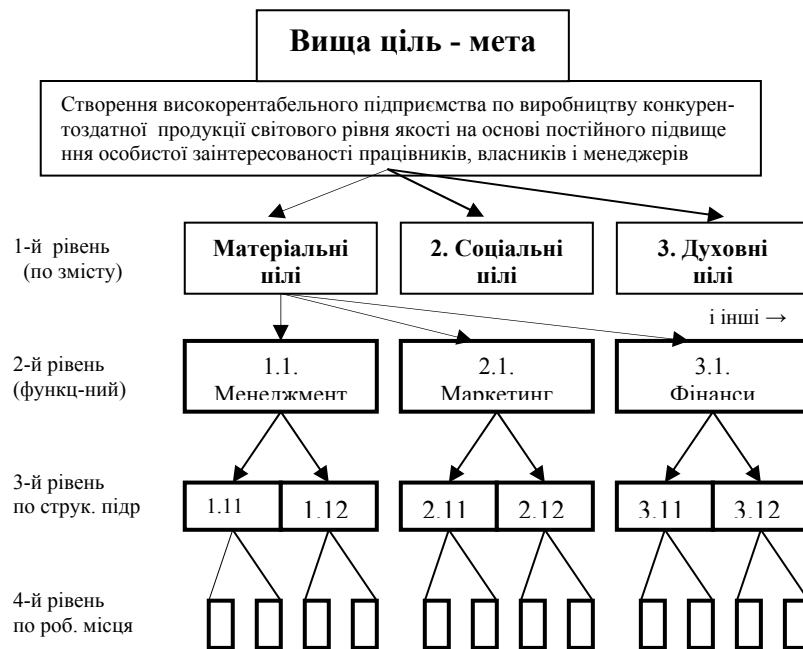 Вища ціль - мета
Створення високорентабельного підприємства по виробництву конкурен-
тоздатної продукції світового рівня якості на основі постійного підвище
ння особистої заінтересованості працівників, власників і менеджерів
1-й рівень
(по змісту)
Матеріальні
цілі
2. Соціальні
цілі
3. Духовні
цілі
і інші →
2-й рівень
(функц-ний)
1.1.
Менеджмент
2.1.
Маркетинг
3.1.
Фінанси
3-й рівень
по струк. підр
1.11
1.12
2.11
2.12
3.11
3.12
4-й рівень
по роб. місця